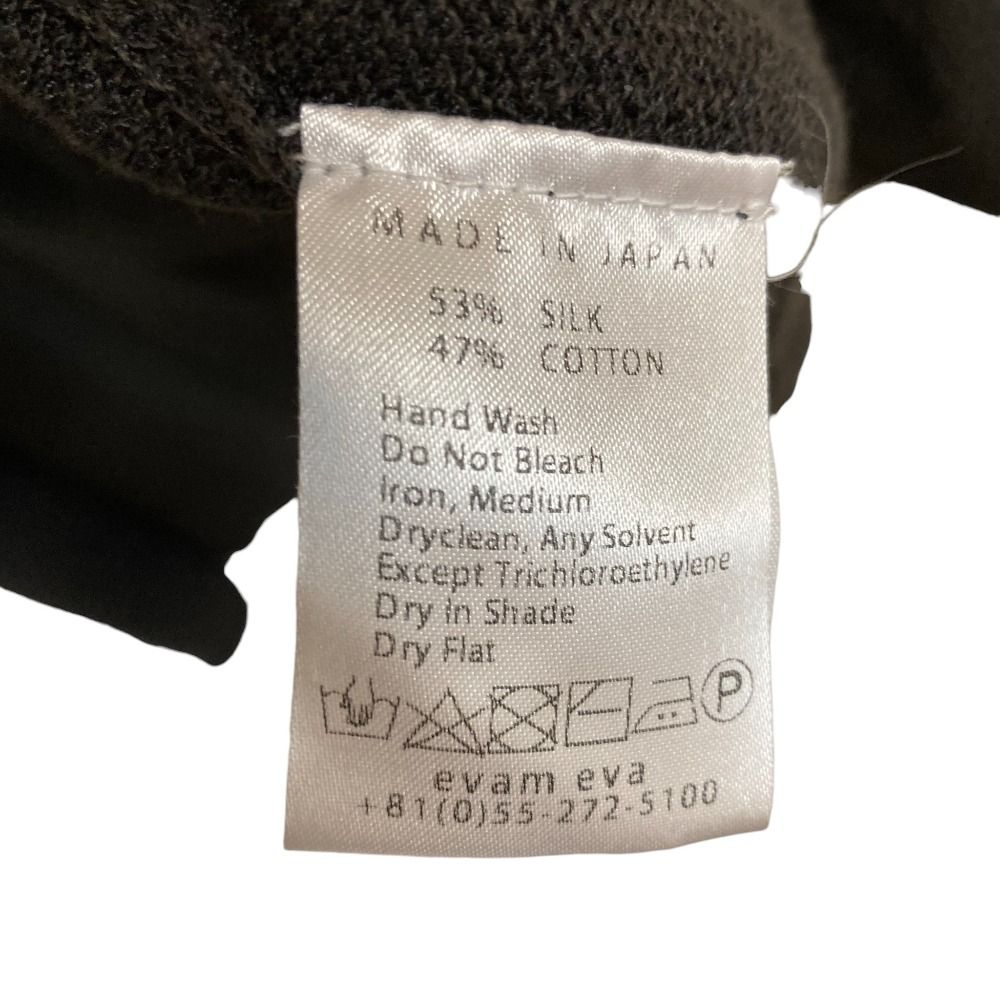 MADE IN JAPAN
53% SILK
47% COTTON
Hand Wash
Do Not Bleach
Iron, Medium
Dryclean, Any Solvent
Except Trichloroethylene
Dry in Shade
Dry Flat
P
evam eva
+81(0)55-272-5100